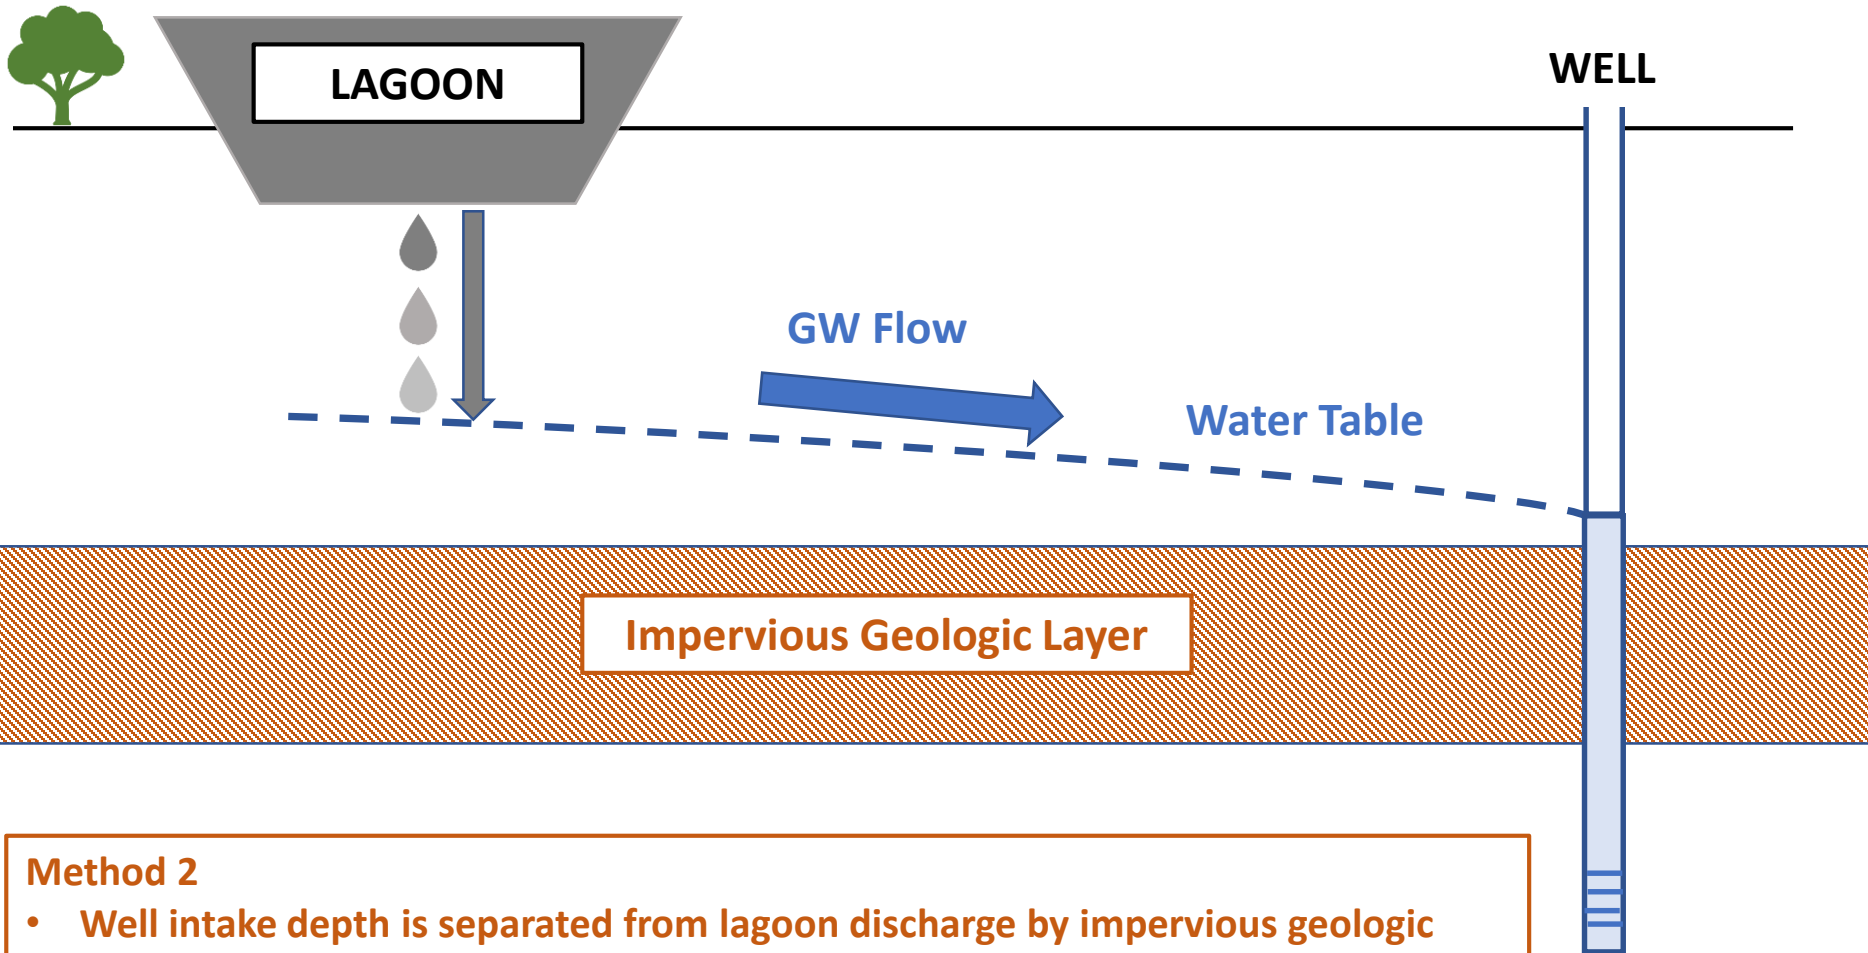 LAGOON
WELL
GW Flow
Water Table
Impervious Geologic Layer
Method 2
• Well intake depth is separated from lagoon discharge by impervious geologic